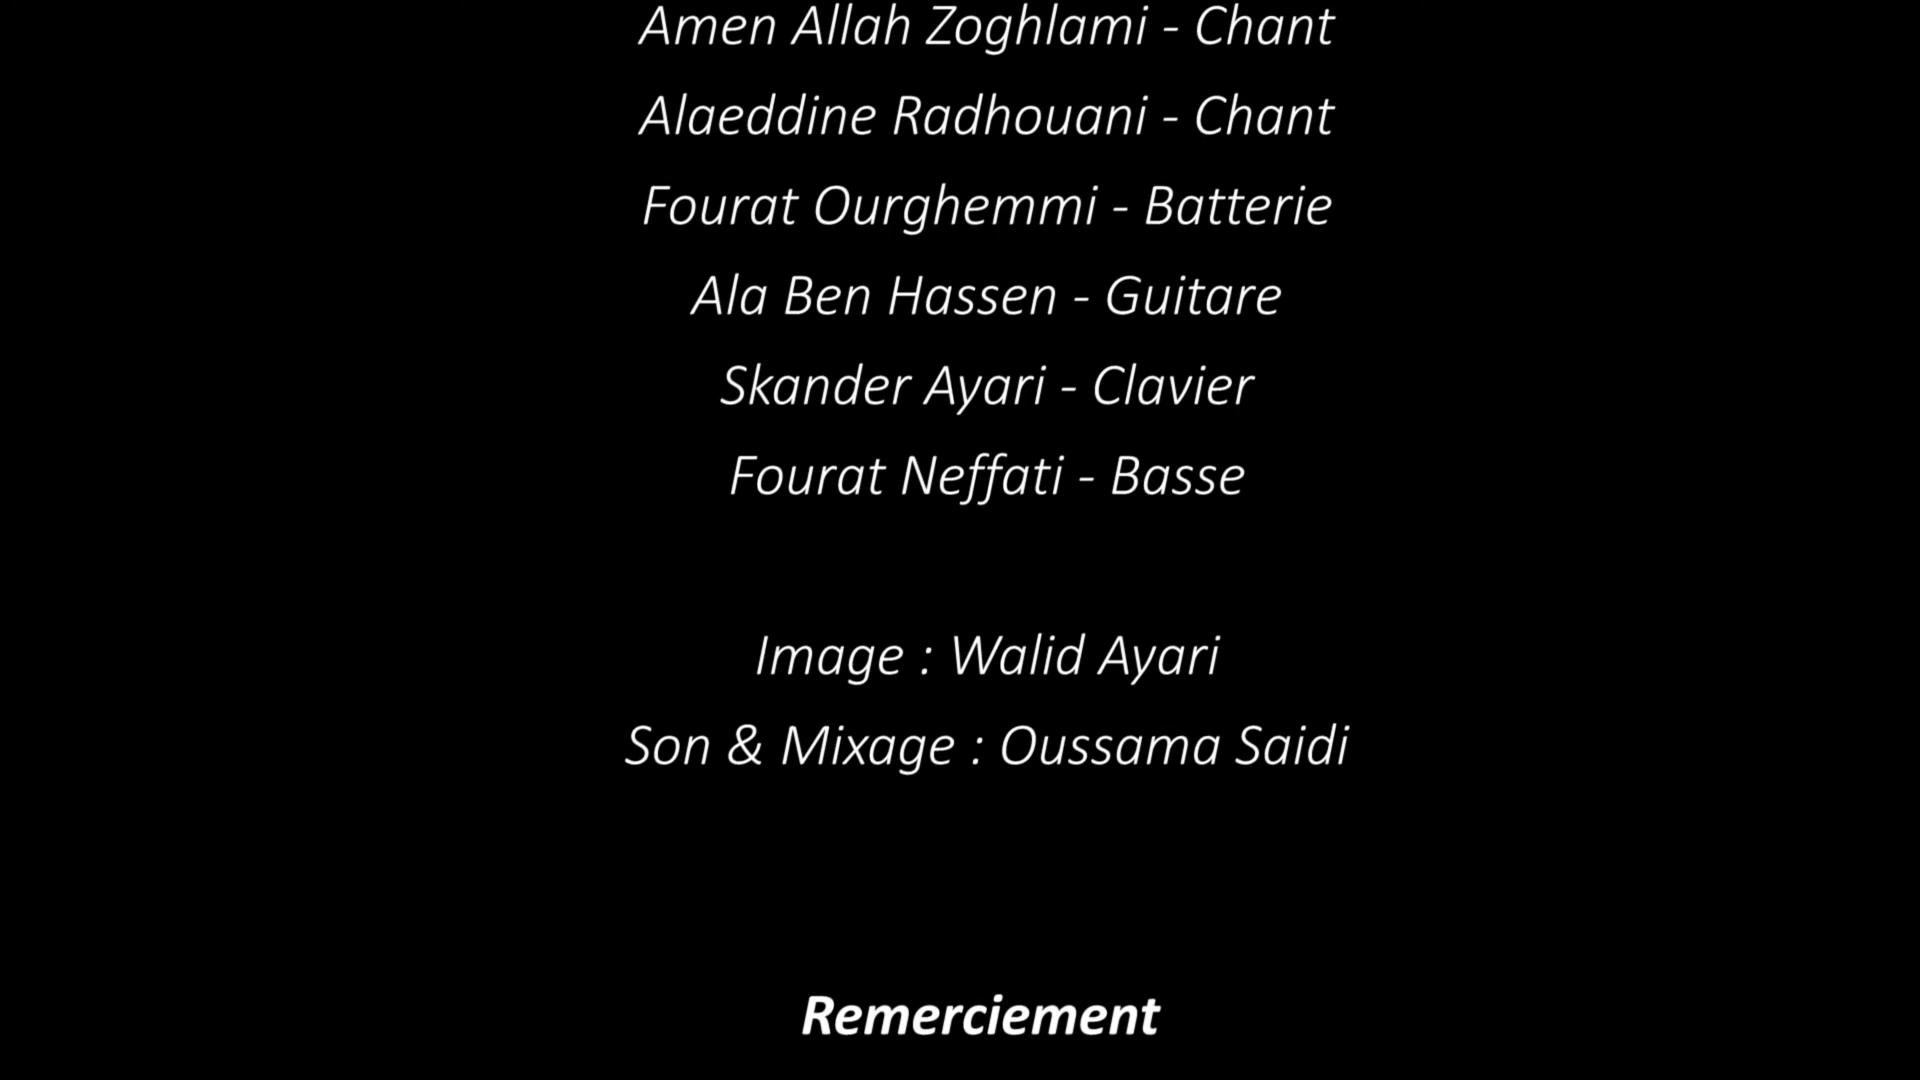 Amen Allah Zoghlami - Chant
Alaeddine Radhouani - Chant
Fourat Ourghemmi - Batterie
Ala Ben Hassen - Guitare
Skander Ayari - Clavier
Fourat Neffati - Basse
Image : Walid Ayari
Son & Mixage : Oussama Saidi
Remerciement